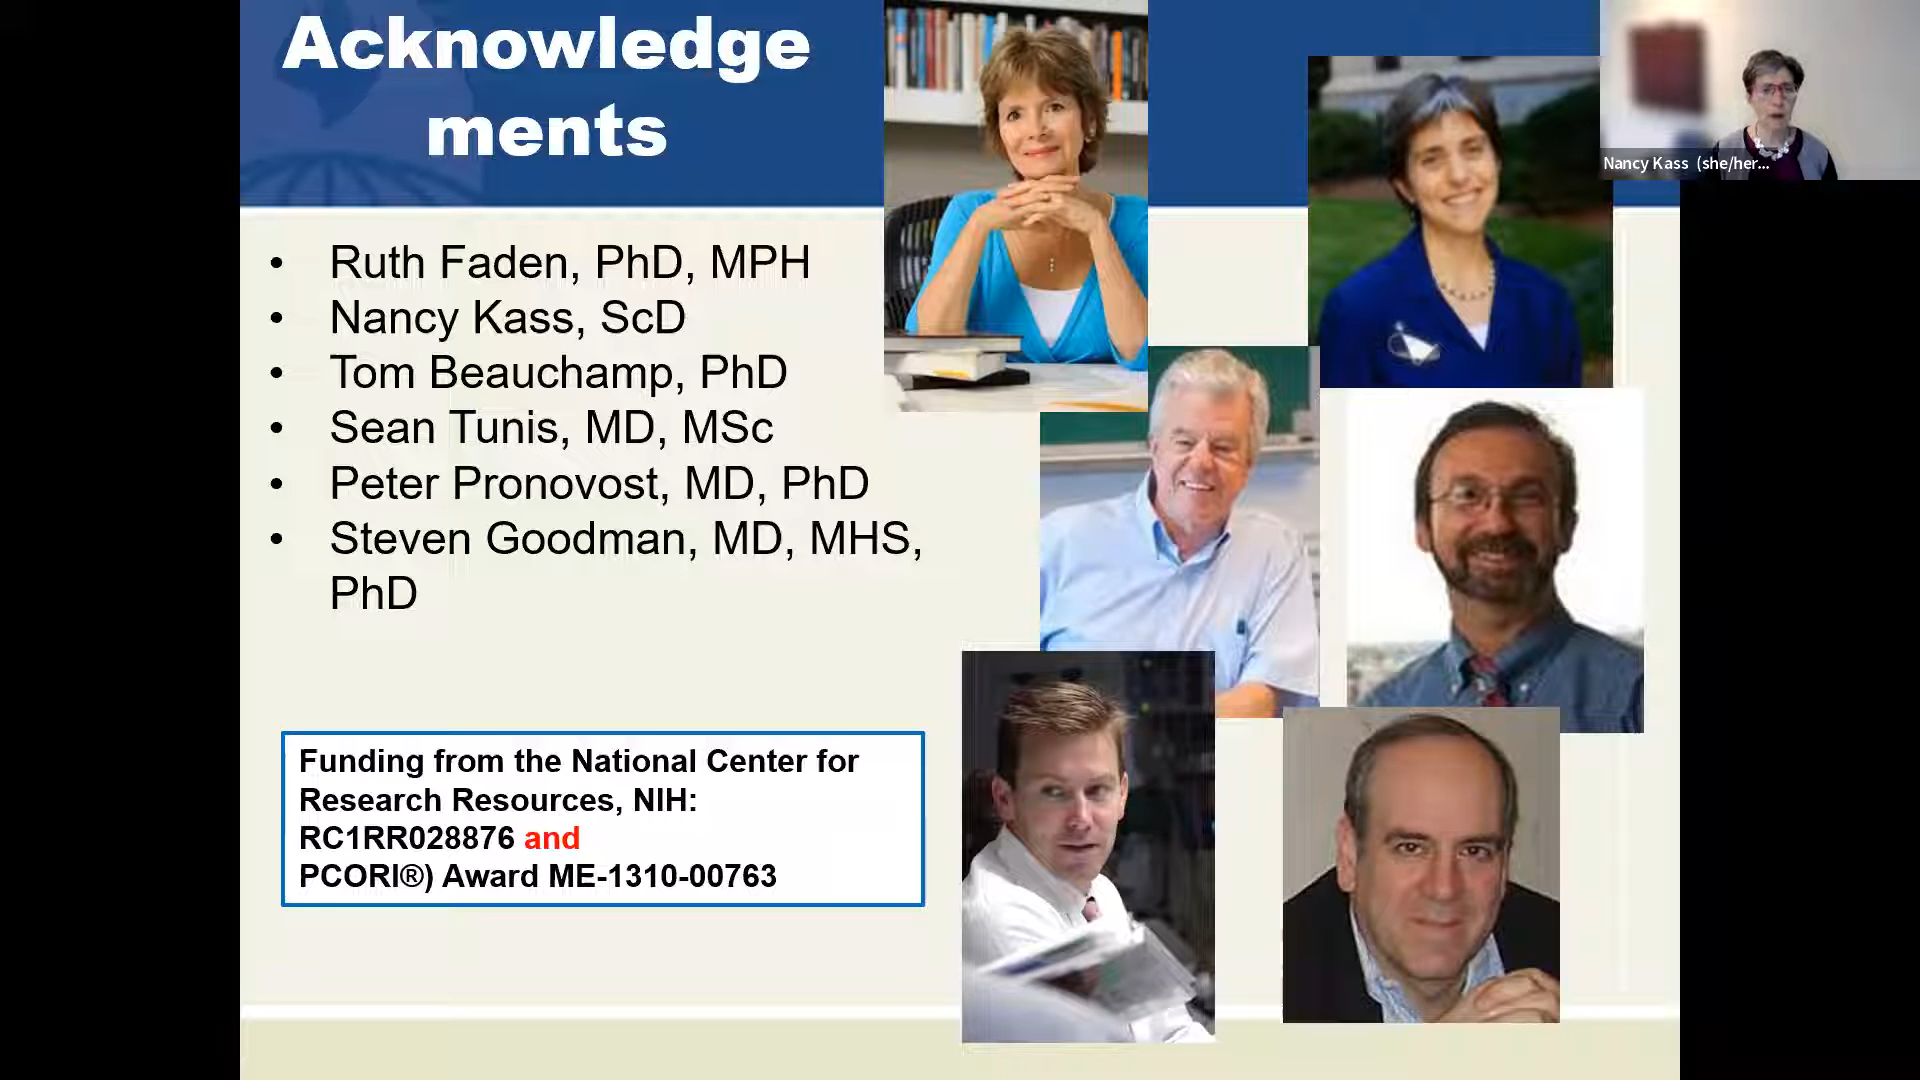 Acknowledge
ments
Nancy Kass (she/her...
• Ruth Faden, PhD, MPH
• Nancy Kass, ScD
• Tom Beauchamp, PhD
• Sean Tunis, MD, MSc
• Peter Pronovost, MD, PhD
• Steven Goodman, MD, MHS,
PhD
Funding from the National Center for
Research Resources, NIH:
RC1RR028876 and
PCORI®) Award ME-1310-00763